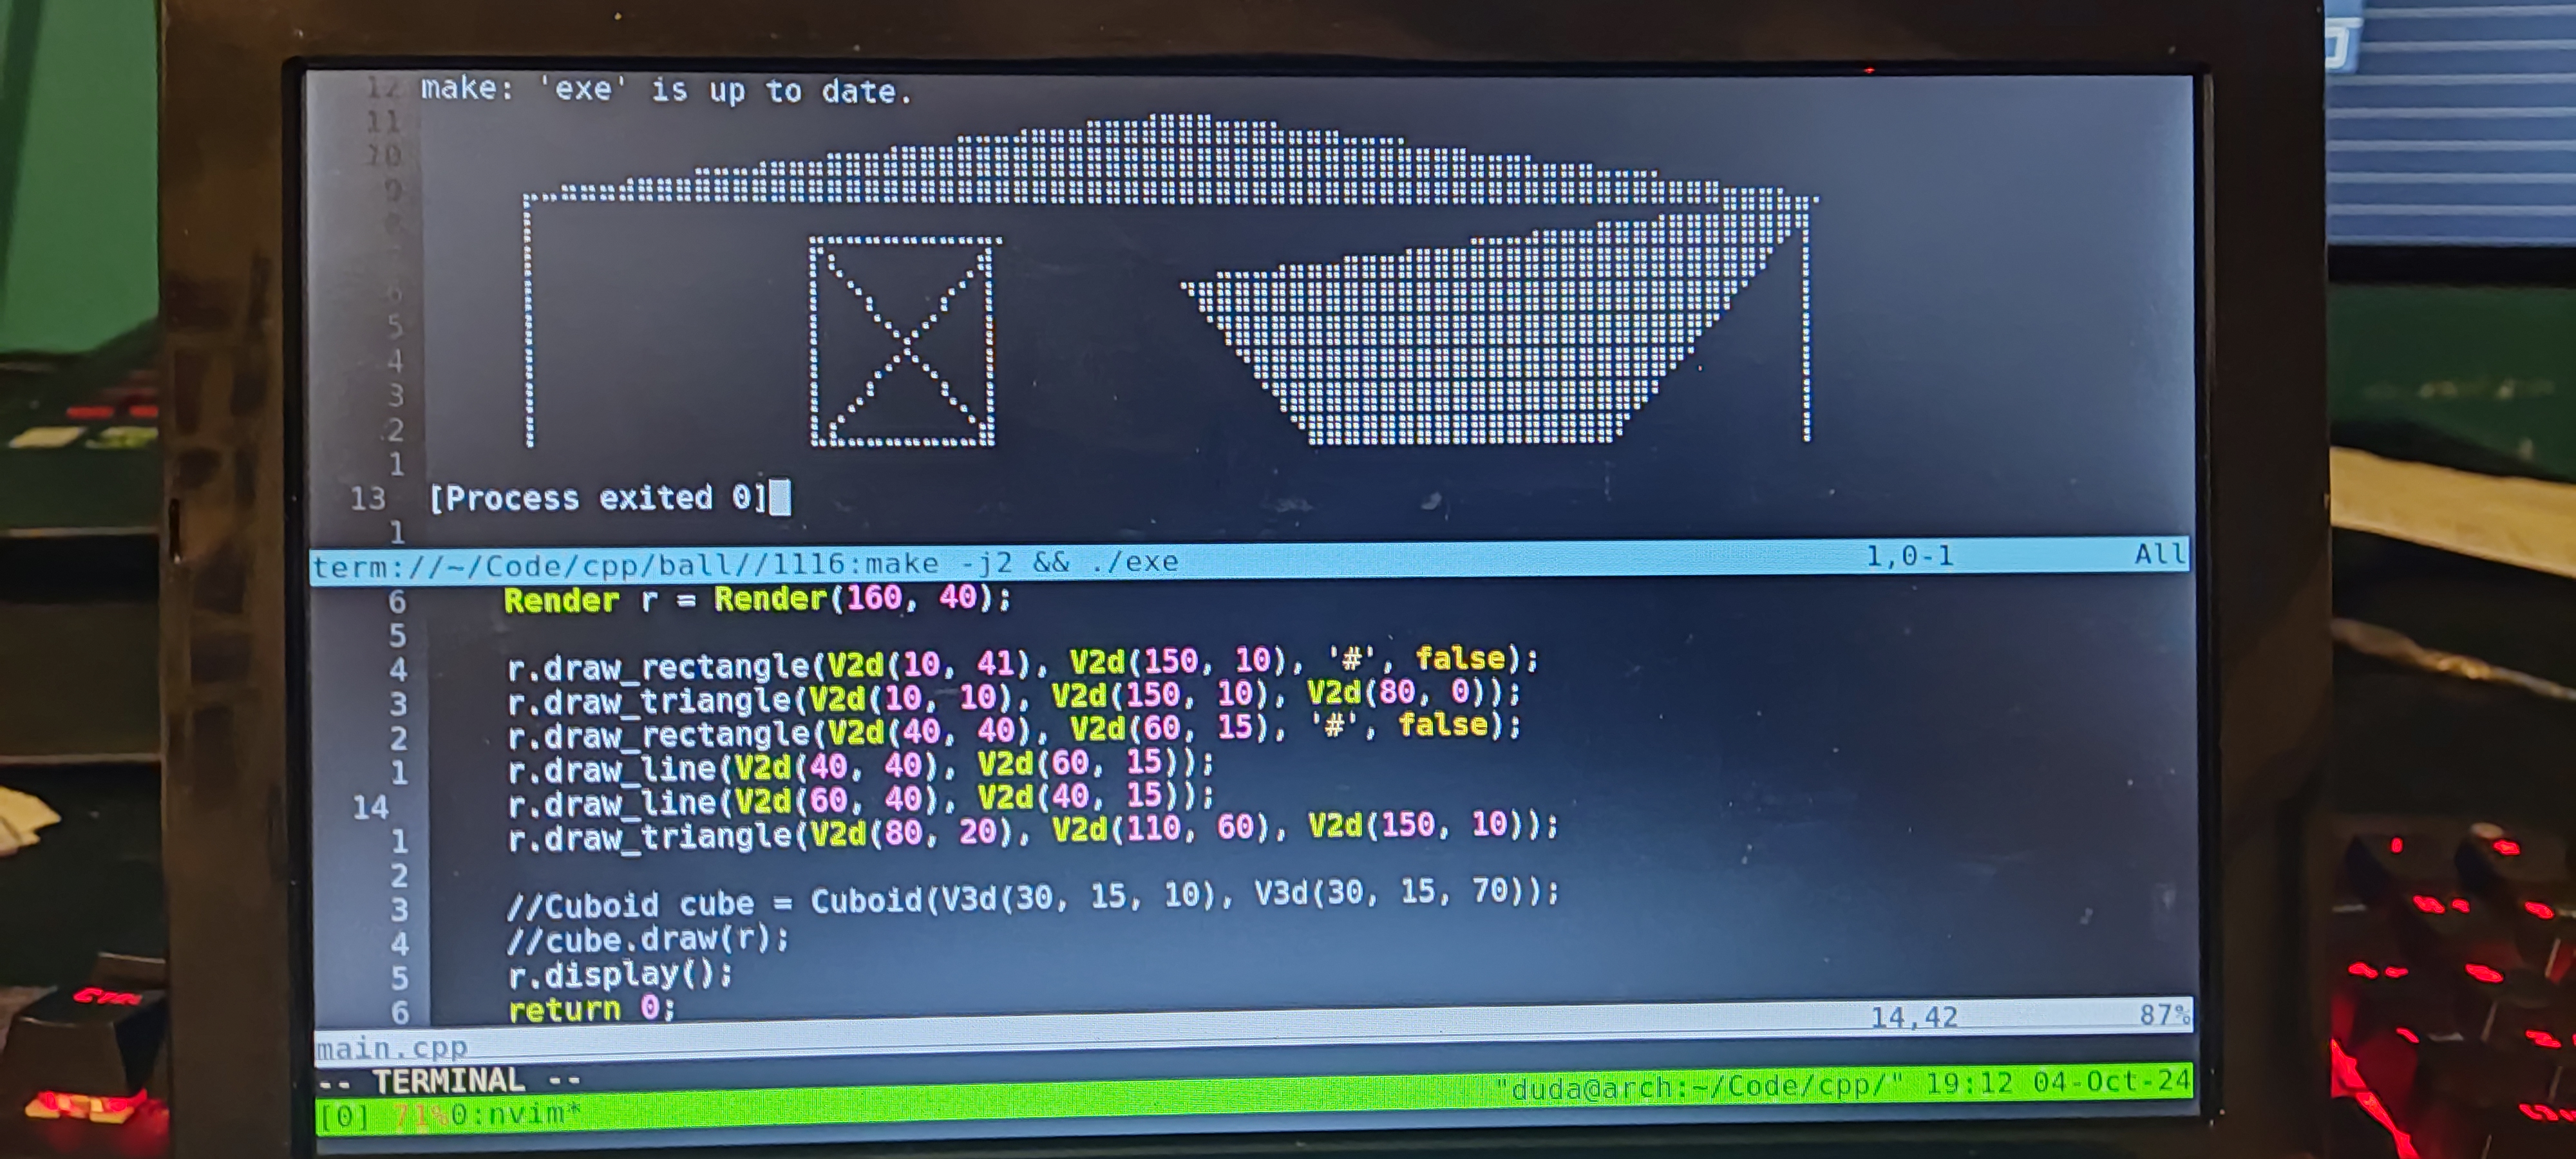 12 make: 'exe' is up to date.
11
10
9
6
5
4
3
2
1
13 [Process exited 0]
1
term://~/Code/cpp/ball//1116:make -j2 && ./exe 1,0-1 All
6 Render r = Render(160, 40);
5
4 r.draw_rectangle(V2d(10, 41), V2d(150, 10), '#', false);
3 r.draw_triangle(V2d(10, 10), V2d(150, 10), V2d(80, 0));
2 r.draw_rectangle(V2d(40, 40), V2d(60, 15), '#', false);
1 r.draw_line(V2d(40, 40), V2d(60, 15));
14 r.draw_line(V2d(60, 40), V2d(40, 15));
1 r.draw_triangle(V2d(80, 20), V2d(110, 60), V2d(150, 10));
2
3 //Cuboid cube = Cuboid(V3d(30, 15, 10), V3d(30, 15, 70));
4 //cube.draw(r);
5 r.display();
6 return 0;
main.cpp 14,42 87%
-- TERMINAL --
[0] 71%0:nvim* "duda@arch:~/Code/cpp/" 19:12 04-Oct-24